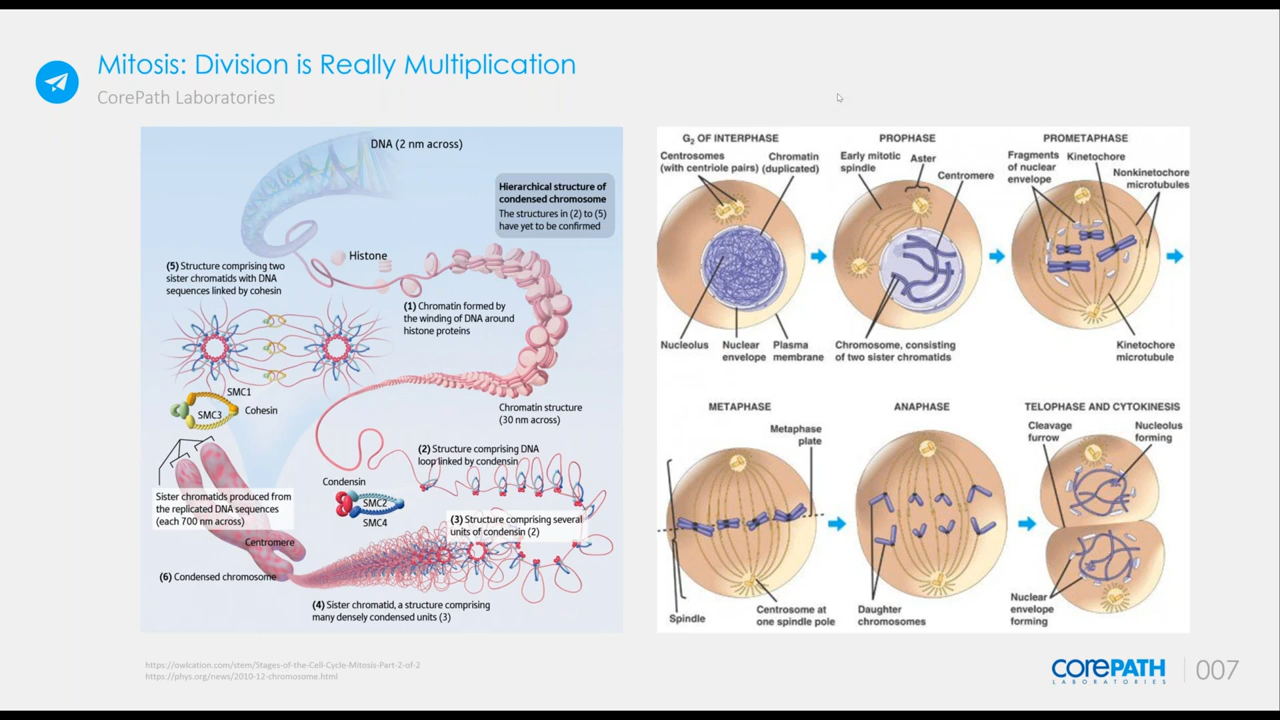 Mitosis: Division is Really Multiplication
CorePath Laboratories
DNA (2 nm across)
Hierarchical structure of
condensed chromosome
The structures in (2) to (5)
have yet to be confirmed
Histone
(5) Structure comprising two
sister chromatids with DNA
sequences linked by cohesin
(1) Chromatin formed by
the winding of DNA around
histone proteins
SMC1
SMC3
Cohesin
Chromatin structure
(30 nm across)
(2) Structure comprising DNA
loop linked by condensin
Condensin
SMC2
SMC4
Sister chromatids produced from
the replicated DNA sequences
(each 700 nm across)
(3) Structure comprising several
units of condensin (2)
Centromere
(6) Condensed chromosome
(4) Sister chromatid, a structure comprising
many densely condensed units (3)
G2 OF INTERPHASE
Centrosomes
(with centriole pairs)
Chromatin
(duplicated)
Nucleolus
Nuclear
envelope
Plasma
membrane
PROPHASE
Early mitotic
spindle
Aster
Centromere
Chromosome, consisting
of two sister chromatids
PROMETAPHASE
Fragments
of nuclear
envelope
Kinetochore
Nonkinetochore
microtubules
Kinetochore
microtubule
METAPHASE
Metaphase
plate
Spindle
Centrosome at
one spindle pole
ANAPHASE
Daughter
chromosomes
TELOPHASE AND CYTOKINESIS
Cleavage
furrow
Nucleolus
forming
Nuclear
envelope
forming
https://owlcation.com/stem/Stages-of-the-Cell-Cycle-Mitosis-Part-2-of-2
https://phys.org/news/2010-12-chromosome.html
corePATH
LABORATORIES
007